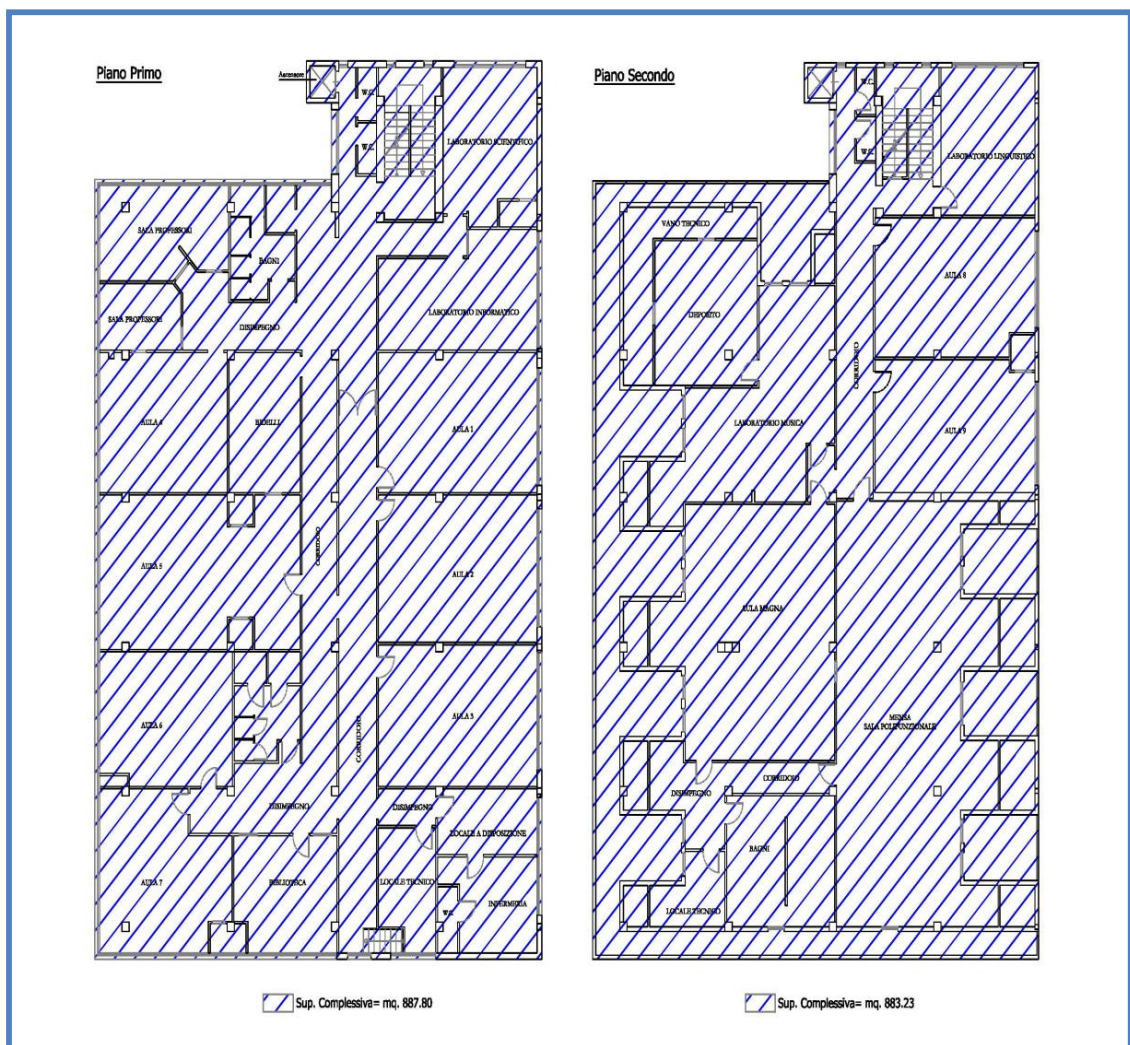 Piano Primo
Ascensore
W.C.
W.C.
LABORATORIO SCIENTIFICO
SALA PROFESSORI
BAGNI
SALA PROFESSORI
DISIMPEGNO
LABORATORIO INFORMATICO
AULA 4
BIDELLI
AULA 1
AULA 5
CORRIDOIO
AULA 2
AULA 6
AULA 3
CORRIDOIO
DISIMPEGNO
DISIMPEGNO
LOCALE A DISPOSIZIONE
AULA 7
BIBLIOTECA
LOCALE TECNICO
W.C.
INFERMERIA
Sup. Complessiva= mq. 887.80
Piano Secondo
W.C.
W.C.
LABORATORIO LINGUISTICO
VANO TECNICO
AULA 8
DEPOSITO
CORRIDOIO
LABORATORIO MUSICA
AULA 9
AULA MAGNA
MENSA
SALA POLIFUNZIONALE
CORRIDOIO
DISIMPEGNO
BAGNI
LOCALE TECNICO
Sup. Complessiva= mq. 883.23